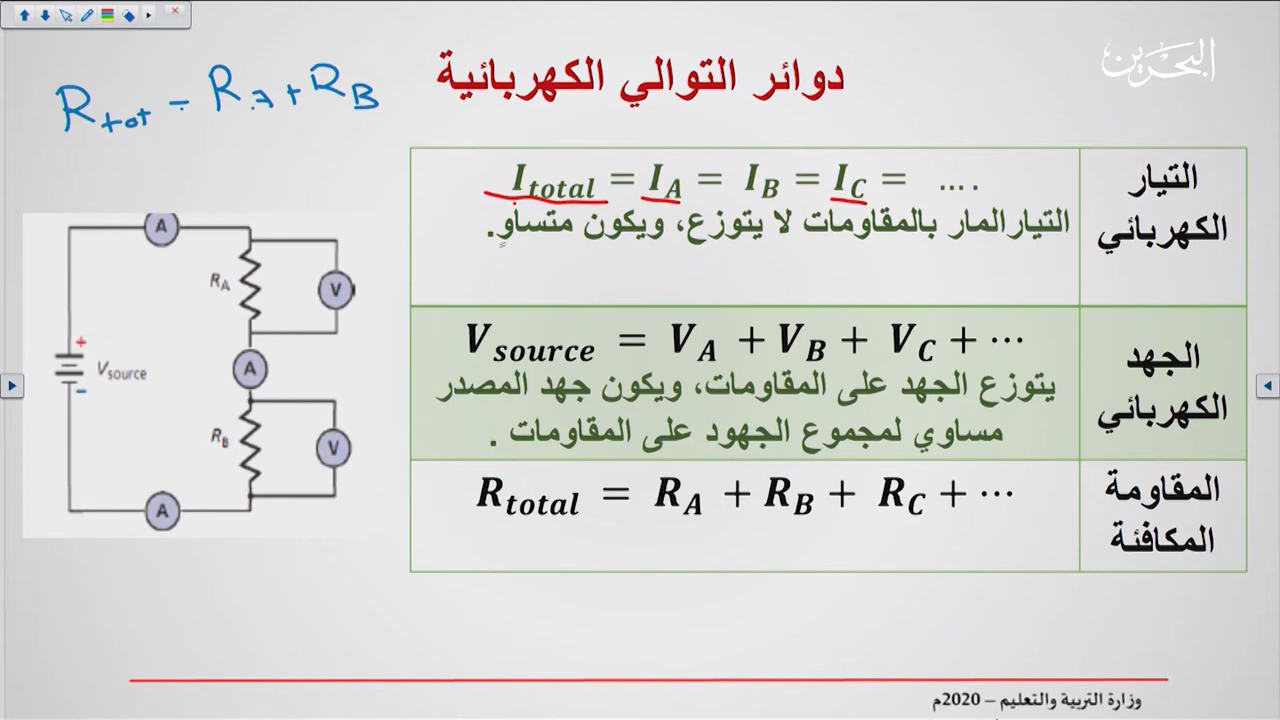 البحرين
دوائر التوالي الكهربائية
R_tot = R_A + R_B
التيار الكهربائي
I_total = I_A = I_B = I_C = ....
التيار المار بالمقاومات لا يتوزع، ويكون متساوٍ.
الجهد الكهربائي
V_source = V_A + V_B + V_C + ⋯
يتوزع الجهد على المقاومات، ويكون جهد المصدر
مساوي لمجموع الجهود على المقاومات .
المقاومة المكافئة
R_total = R_A + R_B + R_C + ⋯
A
R_A
V
+
V_source
A
-
R_B
V
A
وزارة التربية والتعليم – 2020م